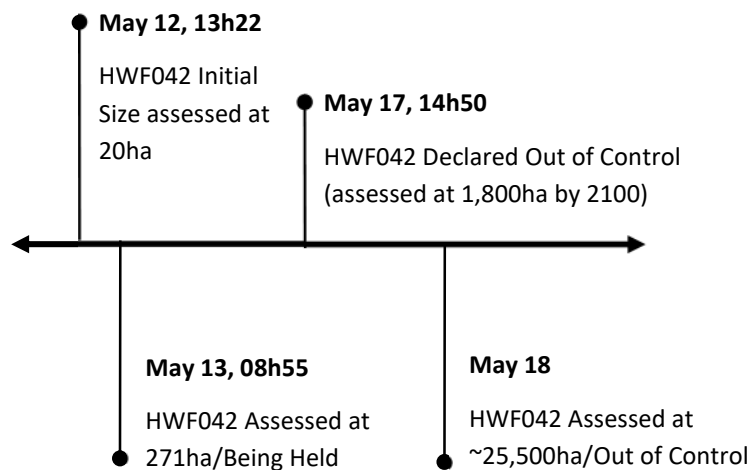 May 12, 13h22
HWF042 Initial
Size assessed at
20ha
May 17, 14h50
HWF042 Declared Out of Control
(assessed at 1,800ha by 2100)
May 13, 08h55
HWF042 Assessed at
271ha/Being Held
May 18
HWF042 Assessed at
~25,500ha/Out of Control